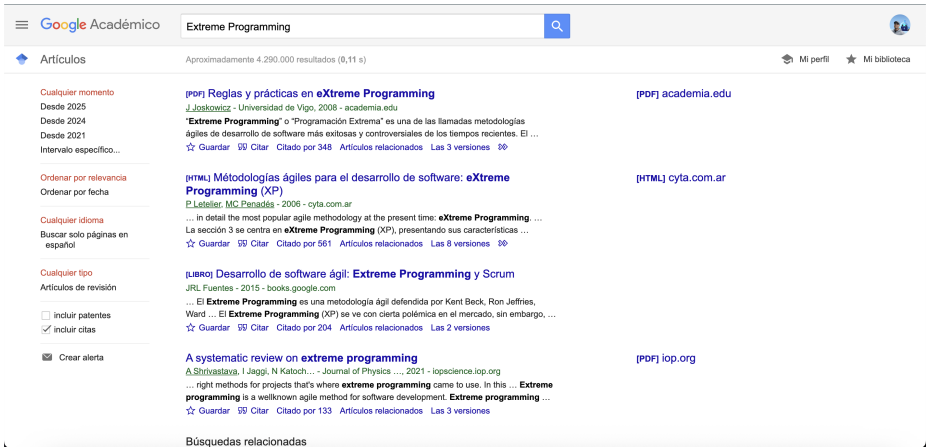 Google Académico
Extreme Programming
Artículos
Aproximadamente 4.290.000 resultados (0,11 s)
Mi perfil
Mi biblioteca
Cualquier momento
Desde 2025
Desde 2024
Desde 2021
Intervalo específico...
Ordenar por relevancia
Ordenar por fecha
Cualquier idioma
Buscar solo páginas en
español
Cualquier tipo
Artículos de revisión
incluir patentes
incluir citas
Crear alerta
[PDF] Reglas y prácticas en eXtreme Programming
J Joskowicz - Universidad de Vigo, 2008 - academia.edu
“Extreme Programming” o “Programación Extrema” es una de las llamadas metodologías
ágiles de desarrollo de software más exitosas y controversiales de los tiempos recientes. El …
Guardar Citar Citado por 348 Artículos relacionados Las 3 versiones
[PDF] academia.edu
[HTML] Metodologías ágiles para el desarrollo de software: eXtreme
Programming (XP)
P Letelier, MC Penadés - 2006 - cyta.com.ar
… in detail the most popular agile methodology at the present time: eXtreme Programming. …
La sección 3 se centra en eXtreme Programming (XP), presentando sus características …
Guardar Citar Citado por 561 Artículos relacionados Las 8 versiones
[HTML] cyta.com.ar
[LIBRO] Desarrollo de software ágil: Extreme Programming y Scrum
JRL Fuentes - 2015 - books.google.com
… El Extreme Programming es una metodología ágil defendida por Kent Beck, Ron Jeffries,
Ward … El Extreme Programming (XP) se ve con cierta polémica en el mercado, sin embargo, …
Guardar Citar Citado por 204 Artículos relacionados Las 2 versiones
A systematic review on extreme programming
A Shrivastava, I Jaggi, N Katoch… - Journal of Physics …, 2021 - iopscience.iop.org
… right methods for projects that's where extreme programming came to use. In this … Extreme
programming is a wellknown agile method for software development. Extreme programming …
Guardar Citar Citado por 133 Artículos relacionados Las 3 versiones
[PDF] iop.org
Búsquedas relacionadas